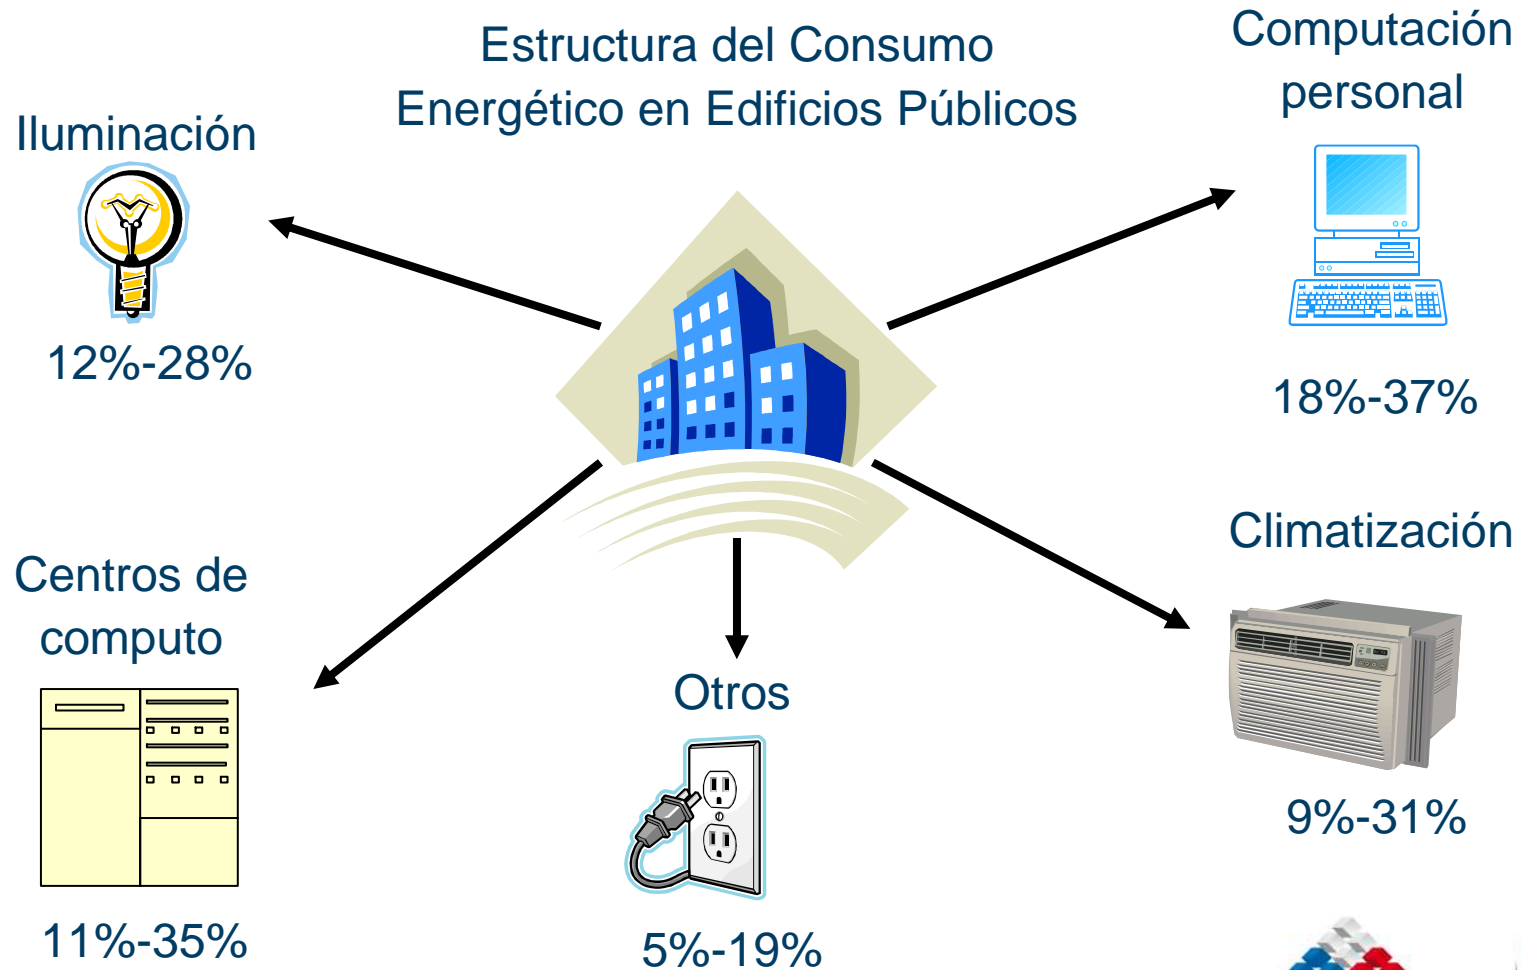 Estructura del Consumo
Energético en Edificios Públicos
Iluminación
12%-28%
Computación
personal
18%-37%
Centros de
computo
11%-35%
Otros
5%-19%
Climatización
9%-31%